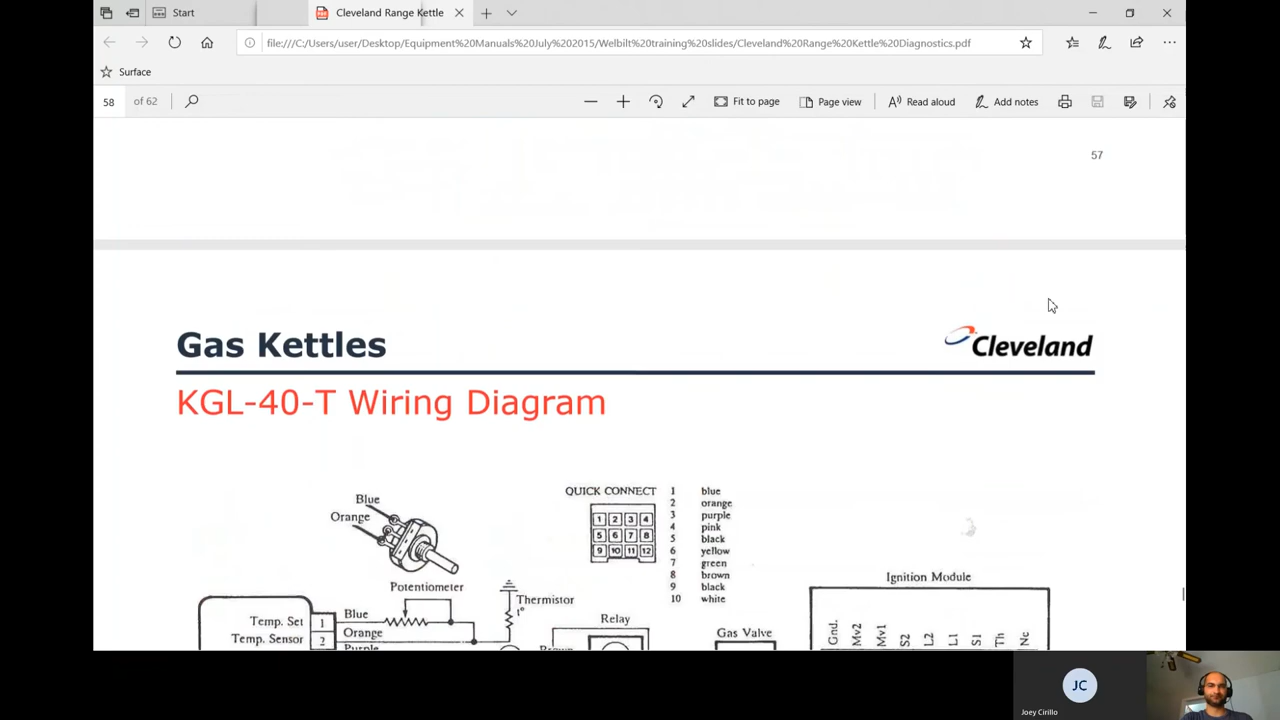 Start
Cleveland Range Kettle
file:///C:/Users/user/Desktop/Equipment%20Manuals%20July%202015/Welbilt%20training%20slides/Cleveland%20Range%20Kettle%20Diagnostics.pdf
Surface
58 of 62
Fit to page
Page view
Read aloud
Add notes
57
Gas Kettles
Cleveland
KGL-40-T Wiring Diagram
Blue
Orange
Potentiometer
QUICK CONNECT
1 2 3 4
5 6 7 8
9 10 11 12
1 blue
2 orange
3 purple
4 pink
5 black
6 yellow
7 green
8 brown
9 black
10 white
Ignition Module
Gnd.
Mv2
Mv1
S2
L2
L1
S1
Th
Nc
Thermistor
t°
Relay
Gas Valve
Temp. Set 1 Blue
Temp. Sensor 2 Orange
Purple
Brown
JC
Joey Cirillo